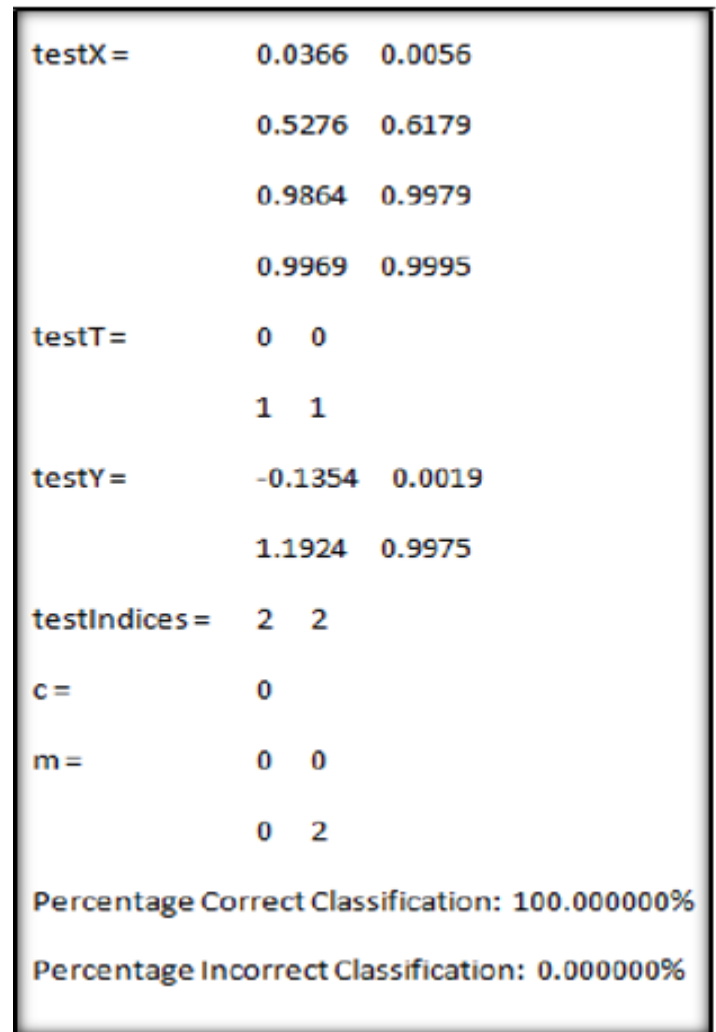 testX = 0.0366 0.0056
0.5276 0.6179
0.9864 0.9979
0.9969 0.9995
testT = 0 0
1 1
testY = -0.1354 0.0019
1.1924 0.9975
testIndices = 2 2
c = 0
m = 0 0
0 2
Percentage Correct Classification: 100.000000%
Percentage Incorrect Classification: 0.000000%